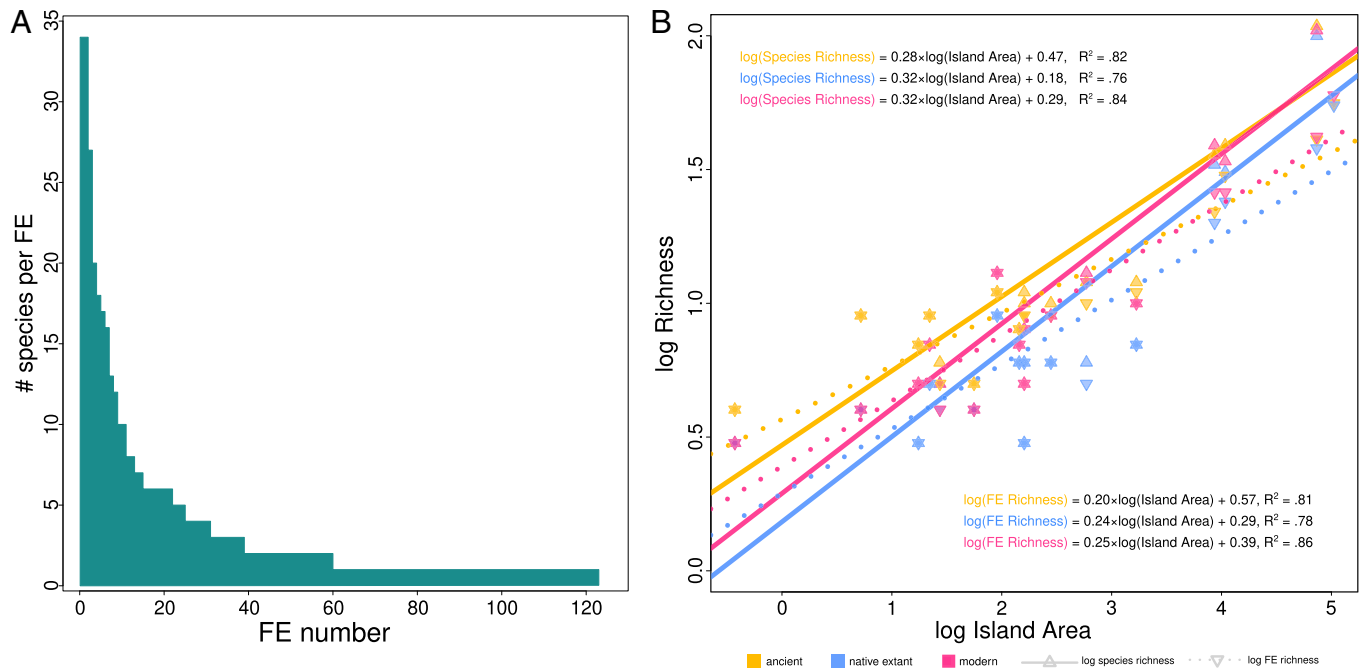 A
35
30
25
20
15
10
5
0
# species per FE
0 20 40 60 80 100 120
FE number
B
2.0
1.5
1.0
0.5
0.0
log Richness
log(Species Richness) = 0.28×log(Island Area) + 0.47, R² = .82
log(Species Richness) = 0.32×log(Island Area) + 0.18, R² = .76
log(Species Richness) = 0.32×log(Island Area) + 0.29, R² = .84
log(FE Richness) = 0.20×log(Island Area) + 0.57, R² = .81
log(FE Richness) = 0.24×log(Island Area) + 0.29, R² = .78
log(FE Richness) = 0.25×log(Island Area) + 0.39, R² = .86
0 1 2 3 4 5
log Island Area
ancient native extant modern log species richness log FE richness